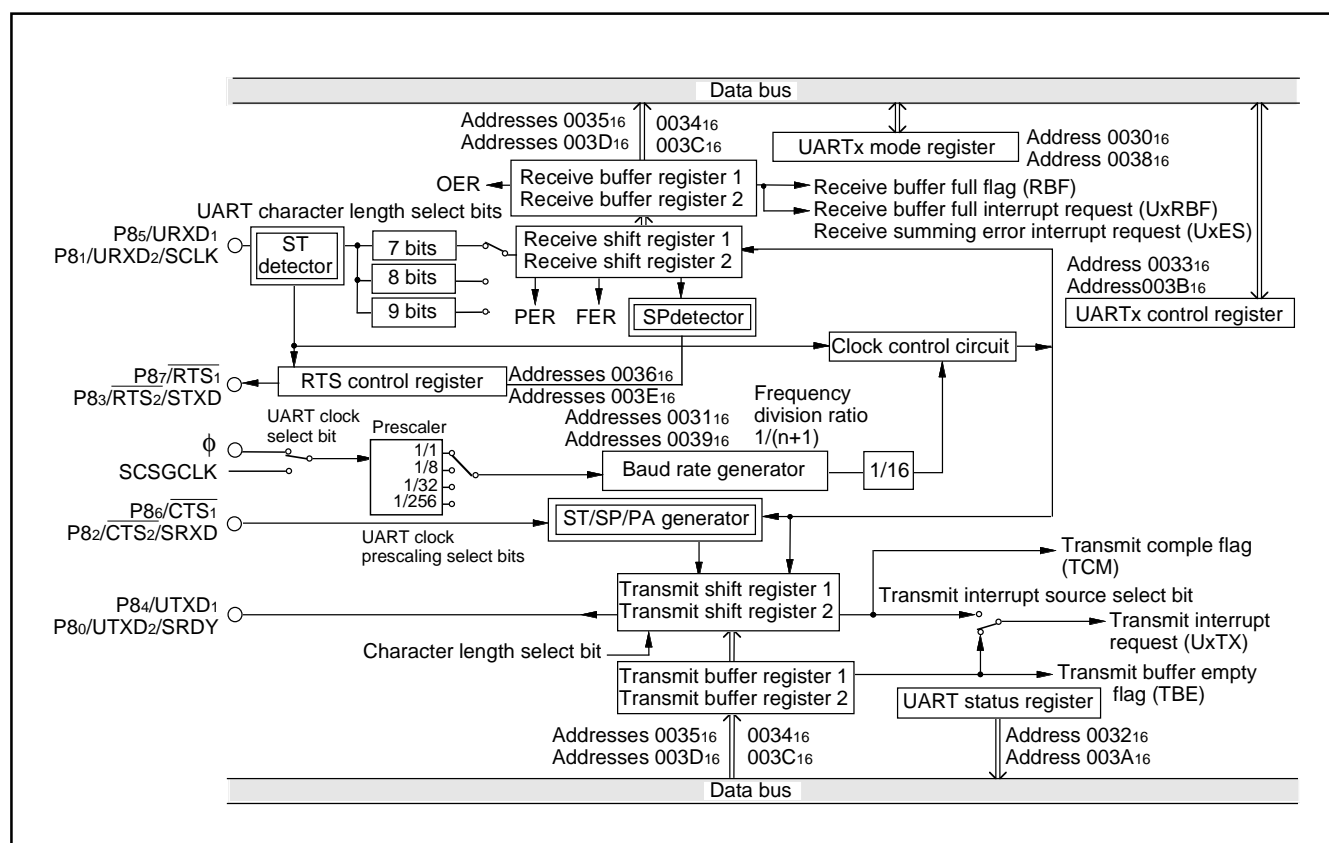 Data bus
Addresses 003516 003416
Addresses 003D16 003C16
UARTx mode register
Address 003016
Address 003816
OER
Receive buffer register 1
Receive buffer register 2
Receive buffer full flag (RBF)
Receive buffer full interrupt request (UxRBF)
Receive summing error interrupt request (UxES)
UART character length select bits
P85/URXD1
P81/URXD2/SCLK
ST
detector
7 bits
8 bits
9 bits
Receive shift register 1
Receive shift register 2
PER
FER
SPdetector
Address 003316
Address003B16
UARTx control register
Clock control circuit
P87/RTS1
P83/RTS2/STXD
RTS control register
Addresses 003616
Addresses 003E16
UART clock
select bit
Prescaler
1/1
1/8
1/32
1/256
Addresses 003116
Addresses 003916
Frequency
division ratio
1/(n+1)
ϕ
SCSGCLK
Baud rate generator
1/16
P86/CTS1
P82/CTS2/SRXD
UART clock
prescaling select bits
ST/SP/PA generator
Transmit comple flag
(TCM)
P84/UTXD1
P80/UTXD2/SRDY
Transmit shift register 1
Transmit shift register 2
Transmit interrupt source select bit
Transmit interrupt
request (UxTX)
Character length select bit
Transmit buffer register 1
Transmit buffer register 2
Transmit buffer empty
flag (TBE)
UART status register
Addresses 003516 003416
Addresses 003D16 003C16
Address 003216
Address 003A16
Data bus